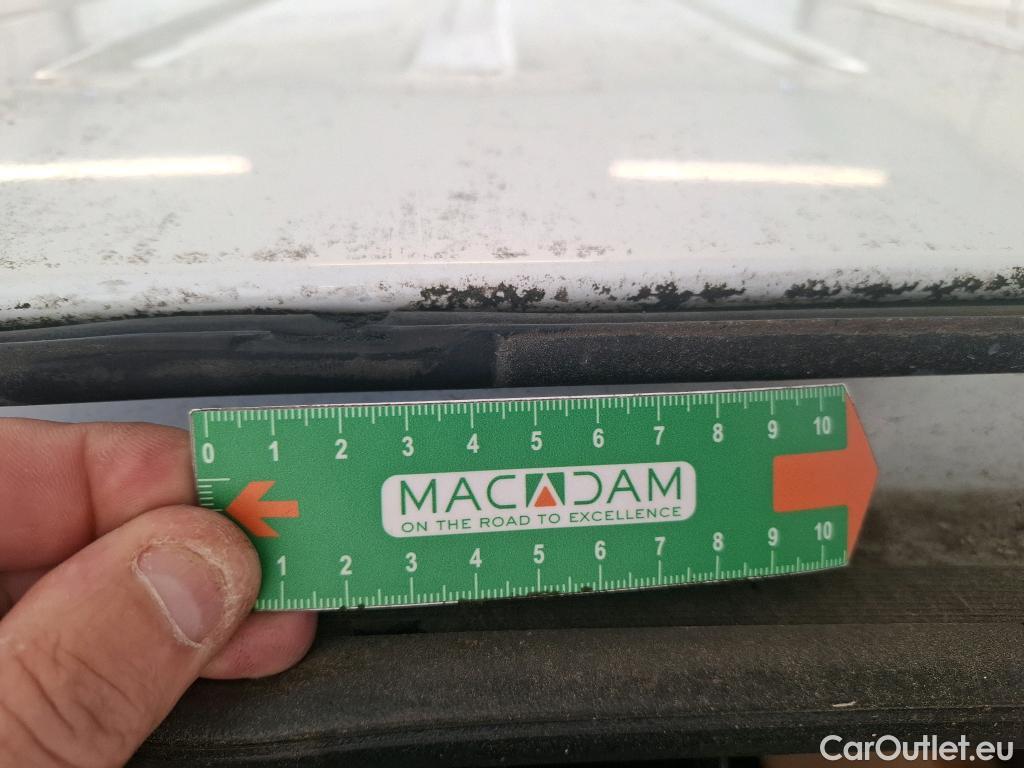 0 1 2 3 4 5 6 7 8 9 10
MACADAM
ON THE ROAD TO EXCELLENCE
1 2 3 4 5 6 7 8 9 10
CarOutlet.eu